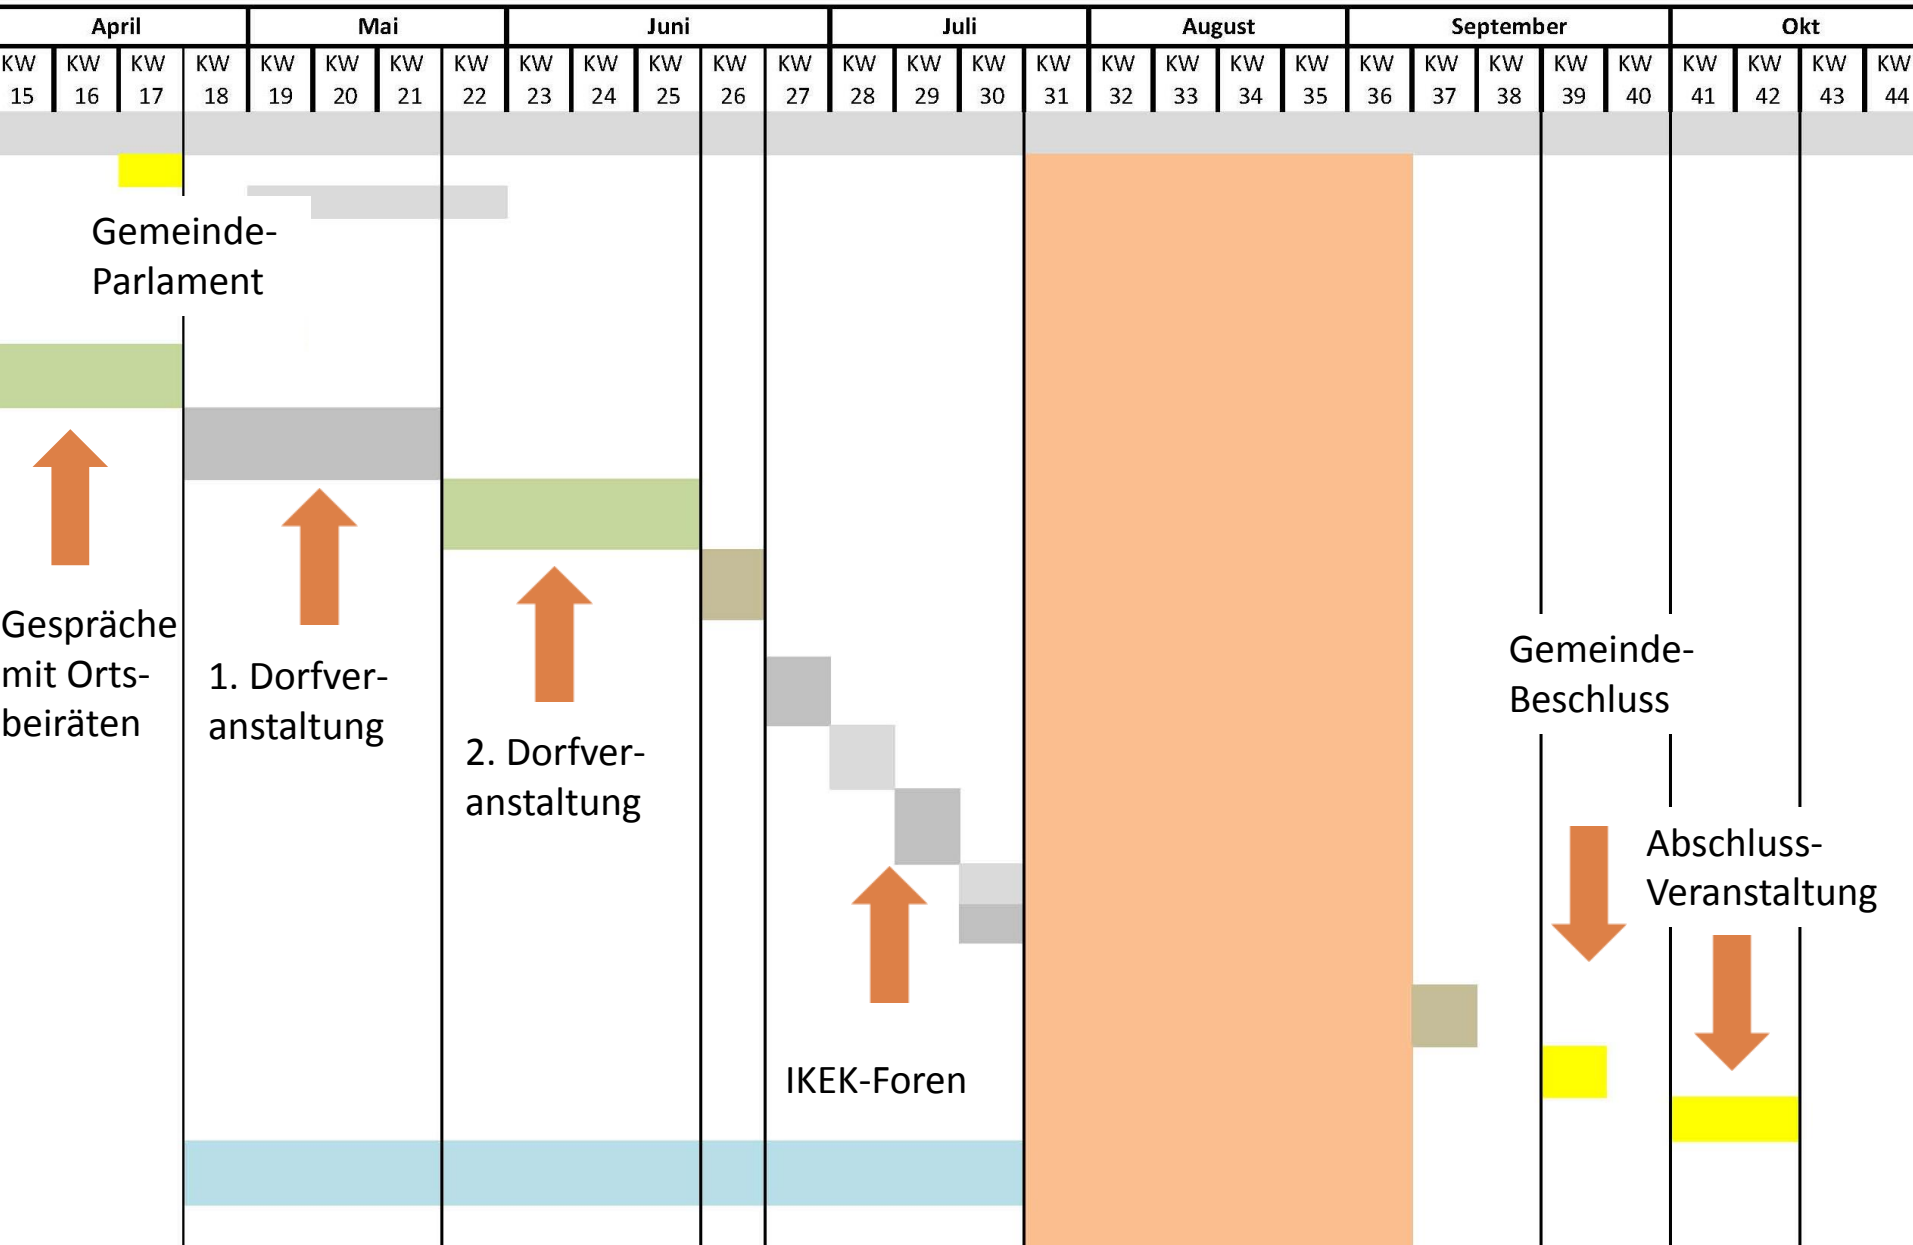 April Mai Juni Juli August September Okt
KW KW KW KW KW KW KW KW KW KW KW KW KW KW KW KW KW KW KW KW KW KW KW KW KW KW KW KW KW KW
15 16 17 18 19 20 21 22 23 24 25 26 27 28 29 30 31 32 33 34 35 36 37 38 39 40 41 42 43 44
Gemeinde-
Parlament
Gespräche
mit Orts-
beiräten
1. Dorfver-
anstaltung
2. Dorfver-
anstaltung
IKEK-Foren
Gemeinde-
Beschluss
Abschluss-
Veranstaltung